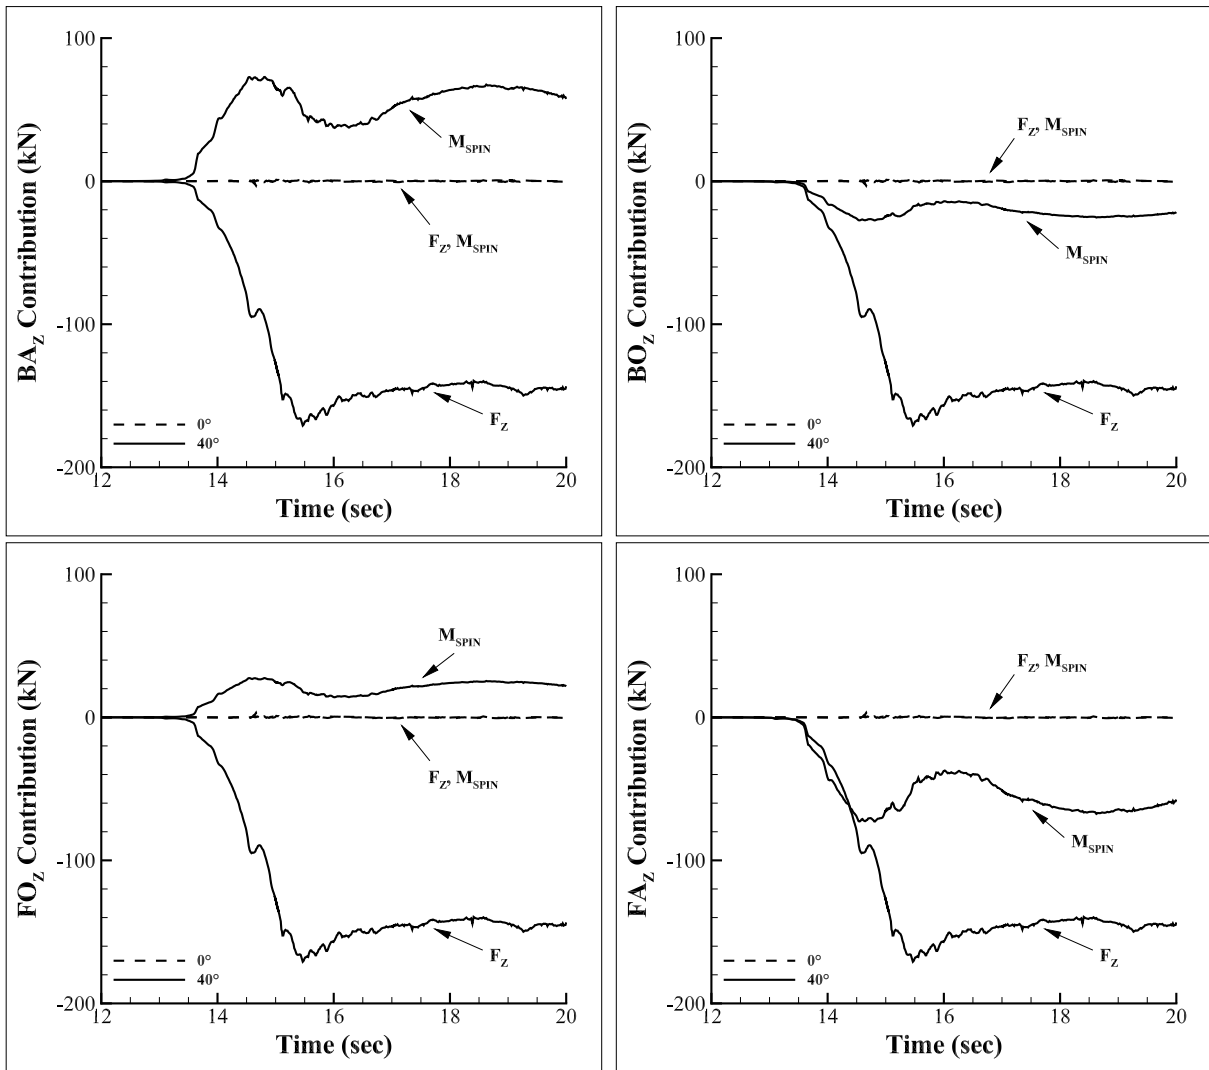 BA_Z Contribution (kN)
100
0
-100
-200
M_SPIN
F_Z, M_SPIN
F_Z
0°
40°
12 14 16 18 20
Time (sec)
BO_Z Contribution (kN)
100
0
-100
-200
F_Z, M_SPIN
M_SPIN
F_Z
0°
40°
12 14 16 18 20
Time (sec)
FO_Z Contribution (kN)
100
0
-100
-200
M_SPIN
F_Z, M_SPIN
F_Z
0°
40°
12 14 16 18 20
Time (sec)
FA_Z Contribution (kN)
100
0
-100
-200
F_Z, M_SPIN
M_SPIN
F_Z
0°
40°
12 14 16 18 20
Time (sec)